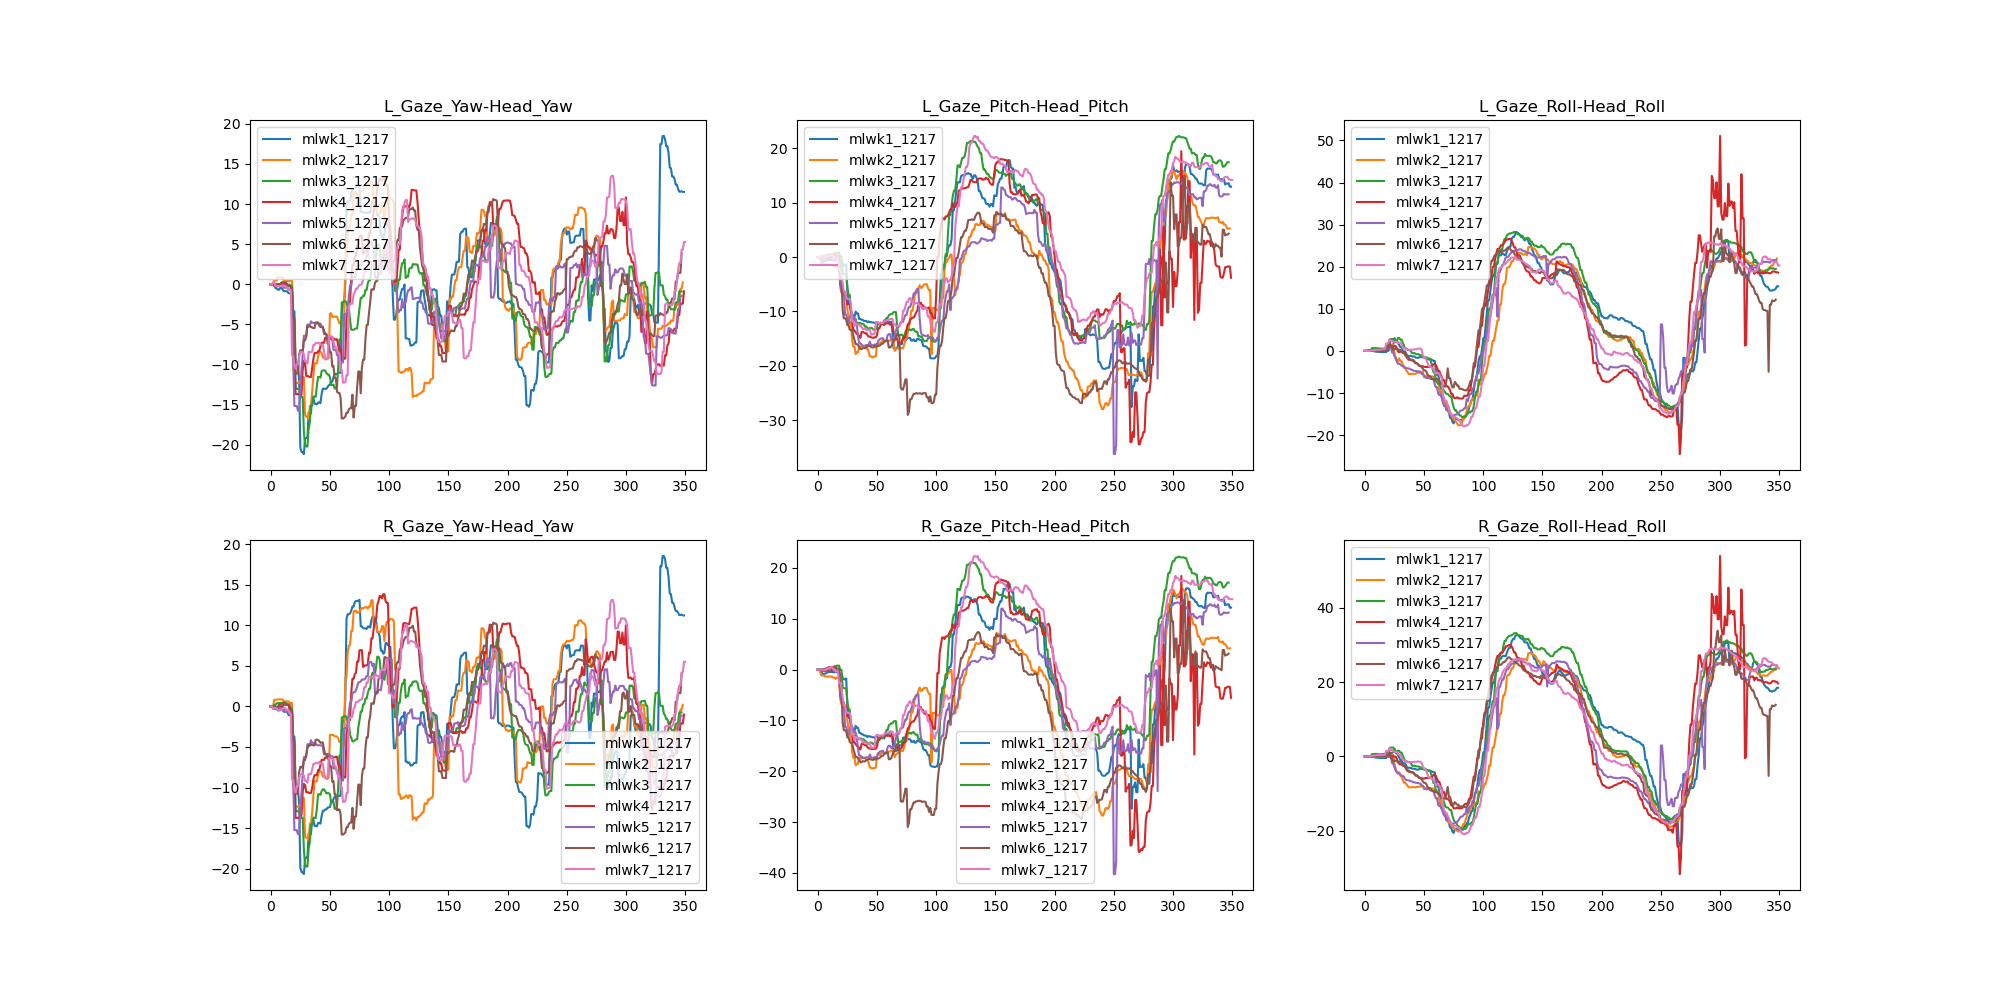 L_Gaze_Yaw-Head_Yaw
20
15
10
5
0
−5
−10
−15
−20
0 50 100 150 200 250 300 350
mlwk1_1217
mlwk2_1217
mlwk3_1217
mlwk4_1217
mlwk5_1217
mlwk6_1217
mlwk7_1217
L_Gaze_Pitch-Head_Pitch
20
10
0
−10
−20
−30
0 50 100 150 200 250 300 350
mlwk1_1217
mlwk2_1217
mlwk3_1217
mlwk4_1217
mlwk5_1217
mlwk6_1217
mlwk7_1217
L_Gaze_Roll-Head_Roll
50
40
30
20
10
0
−10
−20
0 50 100 150 200 250 300 350
mlwk1_1217
mlwk2_1217
mlwk3_1217
mlwk4_1217
mlwk5_1217
mlwk6_1217
mlwk7_1217
R_Gaze_Yaw-Head_Yaw
20
15
10
5
0
−5
−10
−15
−20
0 50 100 150 200 250 300 350
mlwk1_1217
mlwk2_1217
mlwk3_1217
mlwk4_1217
mlwk5_1217
mlwk6_1217
mlwk7_1217
R_Gaze_Pitch-Head_Pitch
20
10
0
−10
−20
−30
−40
0 50 100 150 200 250 300 350
mlwk1_1217
mlwk2_1217
mlwk3_1217
mlwk4_1217
mlwk5_1217
mlwk6_1217
mlwk7_1217
R_Gaze_Roll-Head_Roll
40
20
0
−20
0 50 100 150 200 250 300 350
mlwk1_1217
mlwk2_1217
mlwk3_1217
mlwk4_1217
mlwk5_1217
mlwk6_1217
mlwk7_1217